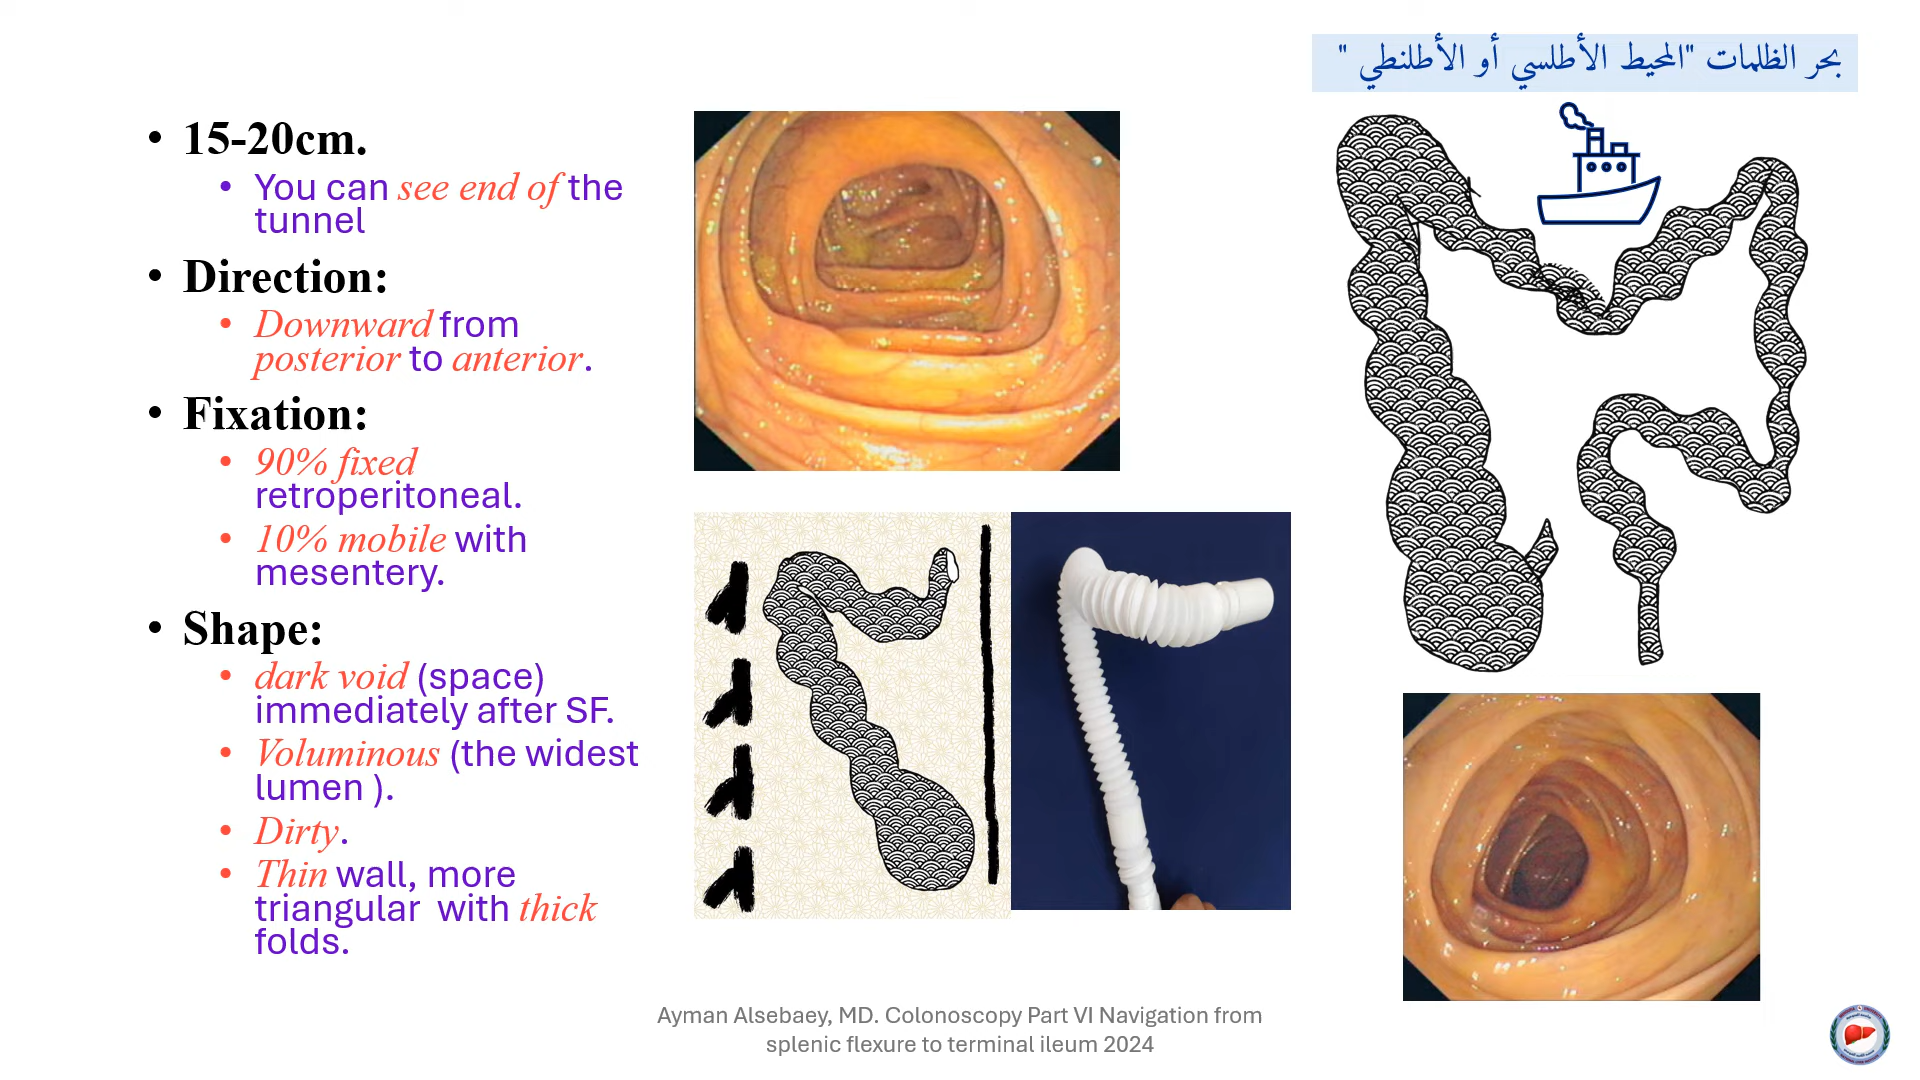 بحر الظلمات "المحيط الأطلسي أو الأطلنطي "
• 15-20cm.
• You can see end of the
tunnel
• Direction:
• Downward from
posterior to anterior.
• Fixation:
• 90% fixed
retroperitoneal.
• 10% mobile with
mesentery.
• Shape:
• dark void (space)
immediately after SF.
• Voluminous (the widest
lumen ).
• Dirty.
• Thin wall, more
triangular with thick
folds.
Ayman Alsebaey, MD. Colonoscopy Part VI Navigation from
splenic flexure to terminal ileum 2024